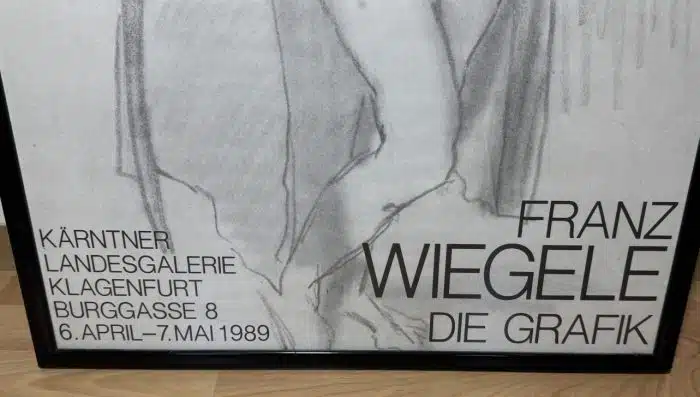 KÄRNTNER
LANDESGALERIE
KLAGENFURT
BURGGASSE 8
6. APRIL–7. MAI 1989
FRANZ
WIEGELE
DIE GRAFIK